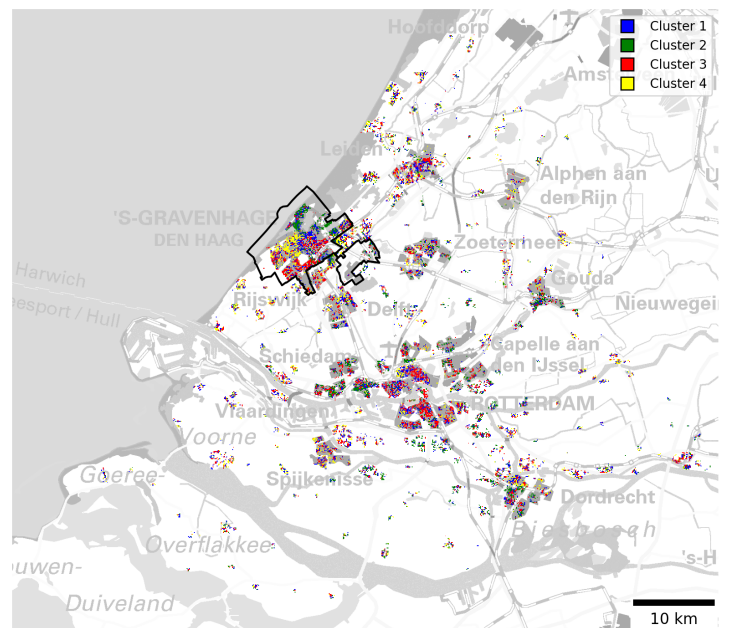 Hoofddorp
Cluster 1
Cluster 2
Cluster 3
Cluster 4
Leiden
Alphen aan
den Rijn
'S-GRAVENHAGE
DEN HAAG
Zoetermeer
Harwich
Gouda
Rijswijk
Delft
Nieuwegein
Hull
Schiedam
Capelle aan
den IJssel
Vlaardingen
ROTTERDAM
Voorne
Goeree-
Spijkenisse
Dordrecht
Biesbosch
Overflakkee
's-H
ouwen-
Duiveland
10 km